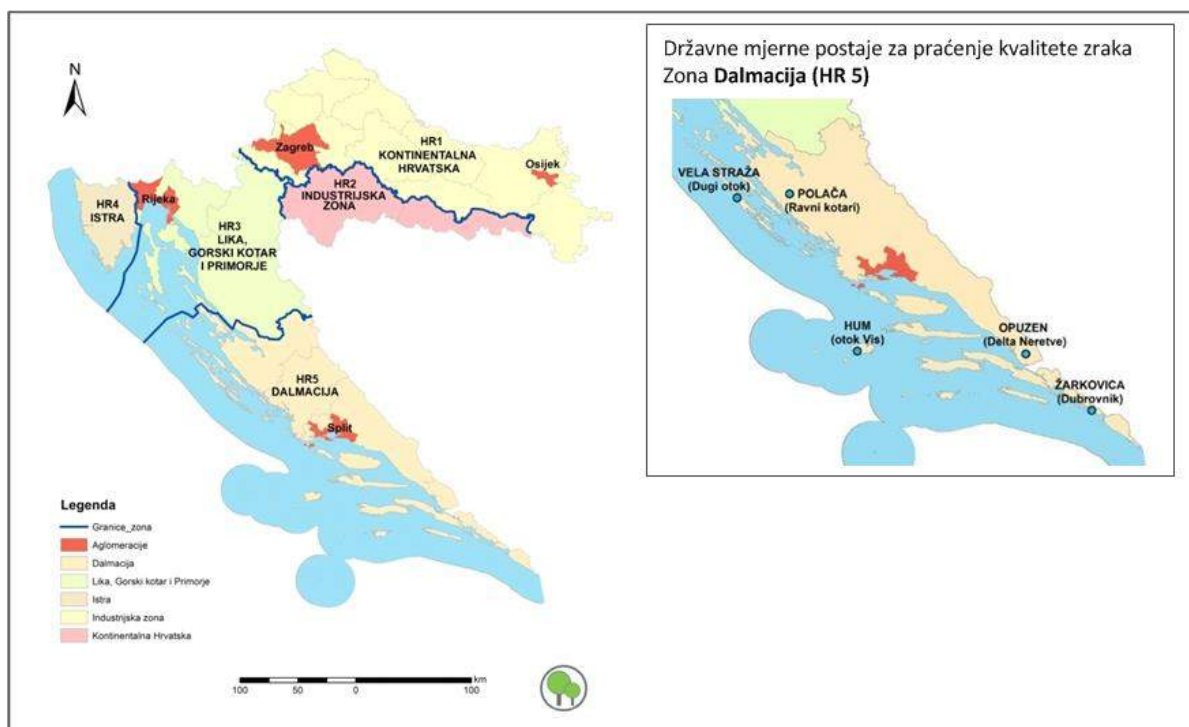 N
Zagreb
HR1
KONTINENTALNA
HRVATSKA
Osijek
HR2
INDUSTRIJSKA
ZONA
Rijeka
HR4
ISTRA
HR3
LIKA,
GORSKI KOTAR
I PRIMORJE
HR5
DALMACIJA
Split
Legenda
Granice_zona
Aglomeracije
Dalmacija
Lika, Gorski kotar i Primorje
Istra
Industrijska zona
Kontinentalna Hrvatska
km
100 50 0 100
Državne mjerne postaje za praćenje kvalitete zraka
Zona Dalmacija (HR 5)
VELA STRAŽA
(Dugi otok)
POLAČA
(Ravni kotari)
HUM
(otok Vis)
OPUZEN
(Delta Neretve)
ŽARKOVICA
(Dubrovnik)